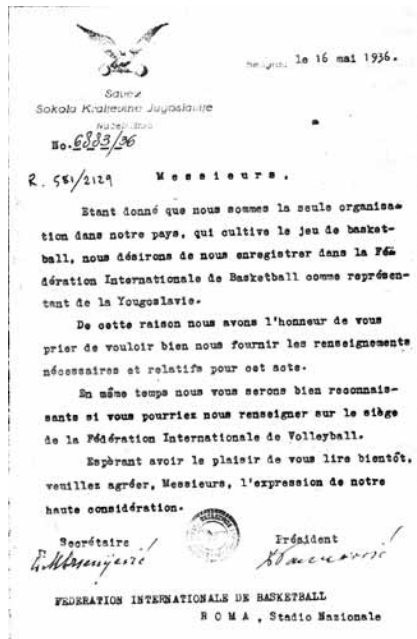 le 16 mai 1936.
Savez
Sokola Kraljevine Jugoslavije
No. 6883/36
R. 581/2129
Messieurs,
Etant donné que nous sommes la seule organisa-
tion dans notre pays, qui cultive le jeu de basket-
ball, nous désirons de nous enregistrer dans la Fé-
dération Internationale de Basketball comme représen-
tant de la Yougoslavie.
De cette raison nous avons l'honneur de vous
prier de vouloir bien nous fournir les renseignements
nécessaires et relatifs pour cet acte.
En même temps nous vous serons bien reconnais-
sants si vous pourriez nous renseigner sur le siège
de la Fédération Internationale de Volleyball.
Espèrant avoir le plaisir de vous lire bientôt,
veuillez agréer, Messieurs, l'expression de notre
haute considération.
Secrétaire
Président
FEDERATION INTERNATIONALE DE BASKETBALL
ROMA, Stadio Nazionale